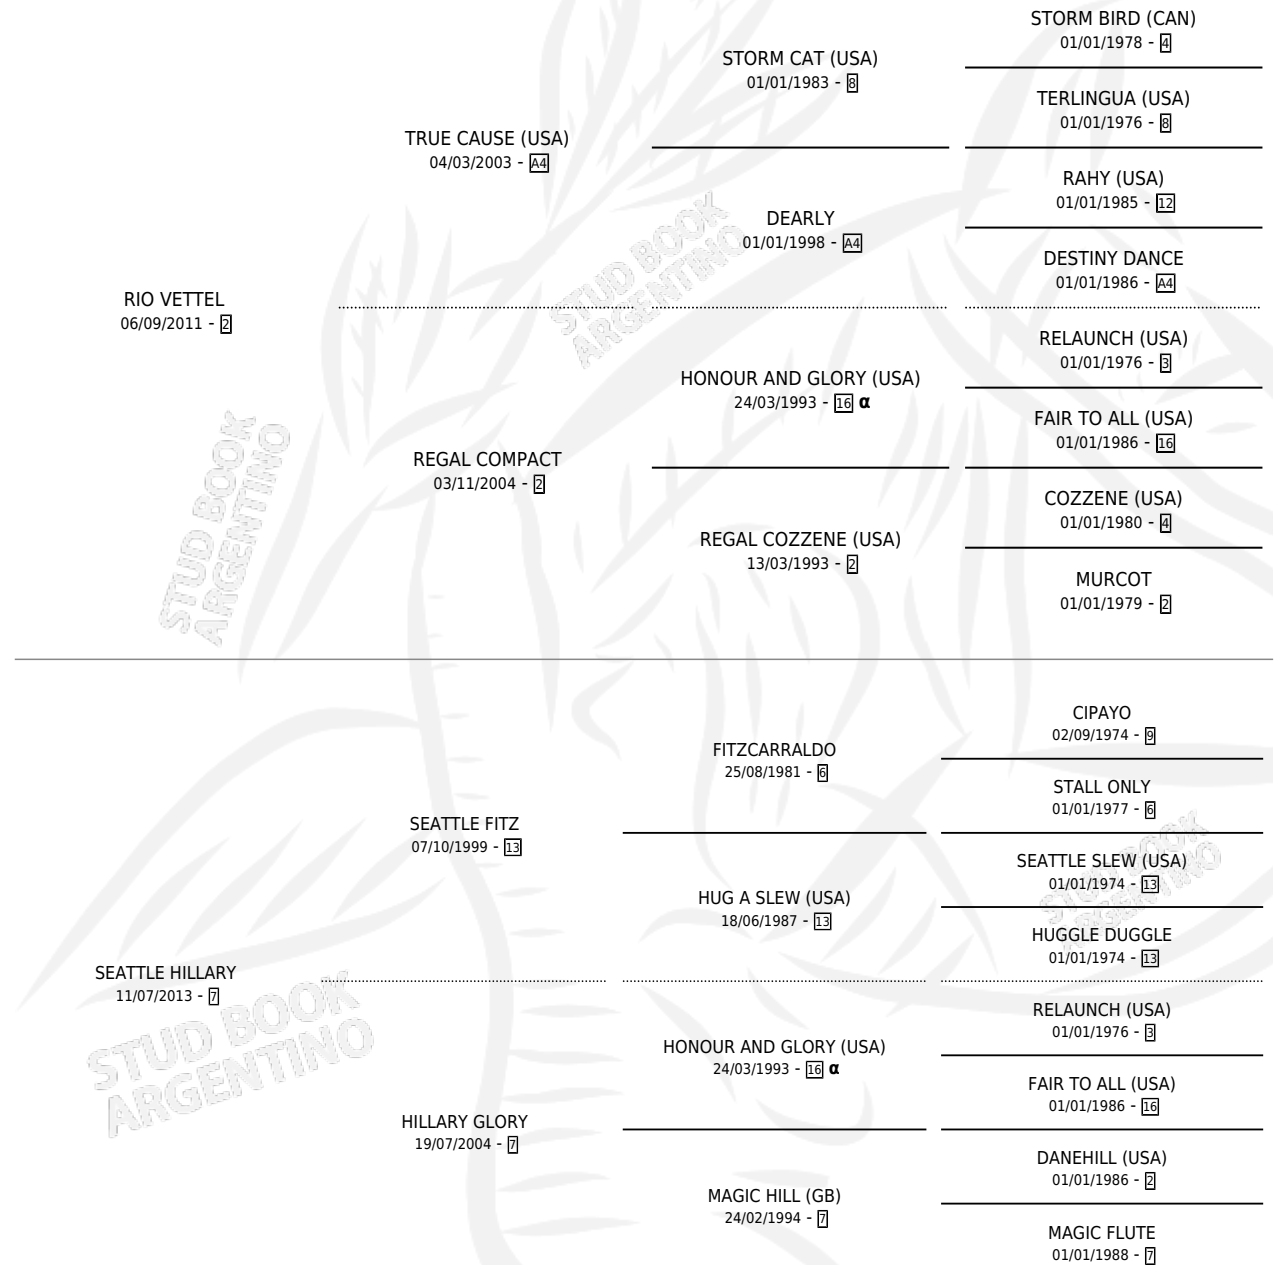 STORM BIRD (CAN)
01/01/1978 - 4
STORM CAT (USA)
01/01/1983 - 8
TERLINGUA (USA)
01/01/1976 - 8
TRUE CAUSE (USA)
04/03/2003 - A4
RAHY (USA)
01/01/1985 - 12
DEARLY
01/01/1998 - A4
DESTINY DANCE
01/01/1986 - A4
RIO VETTEL
06/09/2011 - 2
RELAUNCH (USA)
01/01/1976 - 3
HONOUR AND GLORY (USA)
24/03/1993 - 16 α
FAIR TO ALL (USA)
01/01/1986 - 16
REGAL COMPACT
03/11/2004 - 2
COZZENE (USA)
01/01/1980 - 4
REGAL COZZENE (USA)
13/03/1993 - 2
MURCOT
01/01/1979 - 2
CIPAYO
02/09/1974 - 9
FITZCARRALDO
25/08/1981 - 6
STALL ONLY
01/01/1977 - 6
SEATTLE FITZ
07/10/1999 - 13
SEATTLE SLEW (USA)
01/01/1974 - 13
HUG A SLEW (USA)
18/06/1987 - 13
HUGGLE DUGGLE
01/01/1974 - 13
SEATTLE HILLARY
11/07/2013 - 7
RELAUNCH (USA)
01/01/1976 - 3
HONOUR AND GLORY (USA)
24/03/1993 - 16 α
FAIR TO ALL (USA)
01/01/1986 - 16
HILLARY GLORY
19/07/2004 - 7
DANEHILL (USA)
01/01/1986 - 2
MAGIC HILL (GB)
24/02/1994 - 7
MAGIC FLUTE
01/01/1988 - 7
STUD BOOK
ARGENTINO
STUD BOOK
ARGENTINO
STUD BOOK
ARGENTINO
STUD BOOK
ARGENTINO